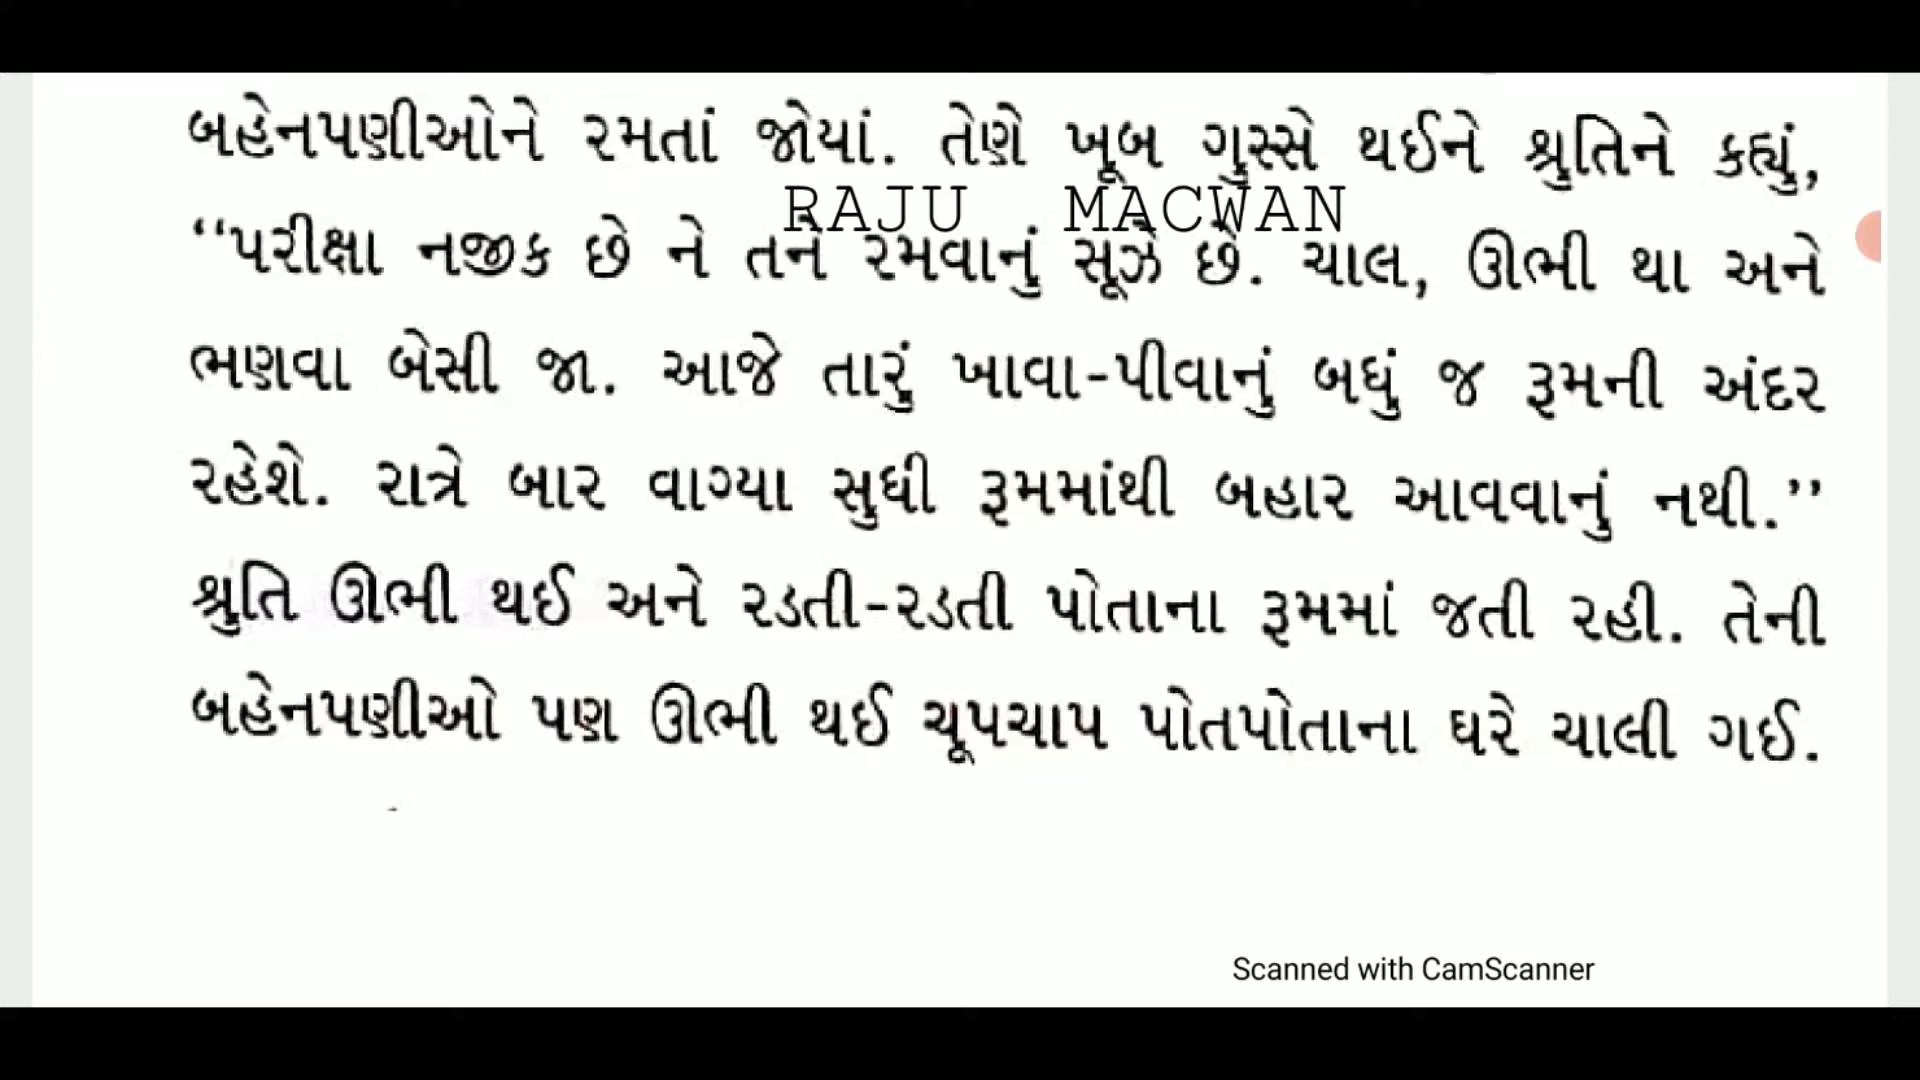 બહેનપણીઓને રમતાં જોયાં. તેણે ખૂબ ગુસ્સે થઈને શ્રુતિને કહ્યું,
RAJU MACWAN
“પરીક્ષા નજીક છે ને તને રમવાનું સૂઝે છે. ચાલ, ઊભી થા અને
ભણવા બેસી જા. આજે તારું ખાવા-પીવાનું બધું જ રૂમની અંદર
રહેશે. રાત્રે બાર વાગ્યા સુધી રૂમમાંથી બહાર આવવાનું નથી.”
શ્રુતિ ઊભી થઈ અને રડતી-રડતી પોતાના રૂમમાં જતી રહી. તેની
બહેનપણીઓ પણ ઊભી થઈ ચૂપચાપ પોતપોતાના ઘરે ચાલી ગઈ.
Scanned with CamScanner